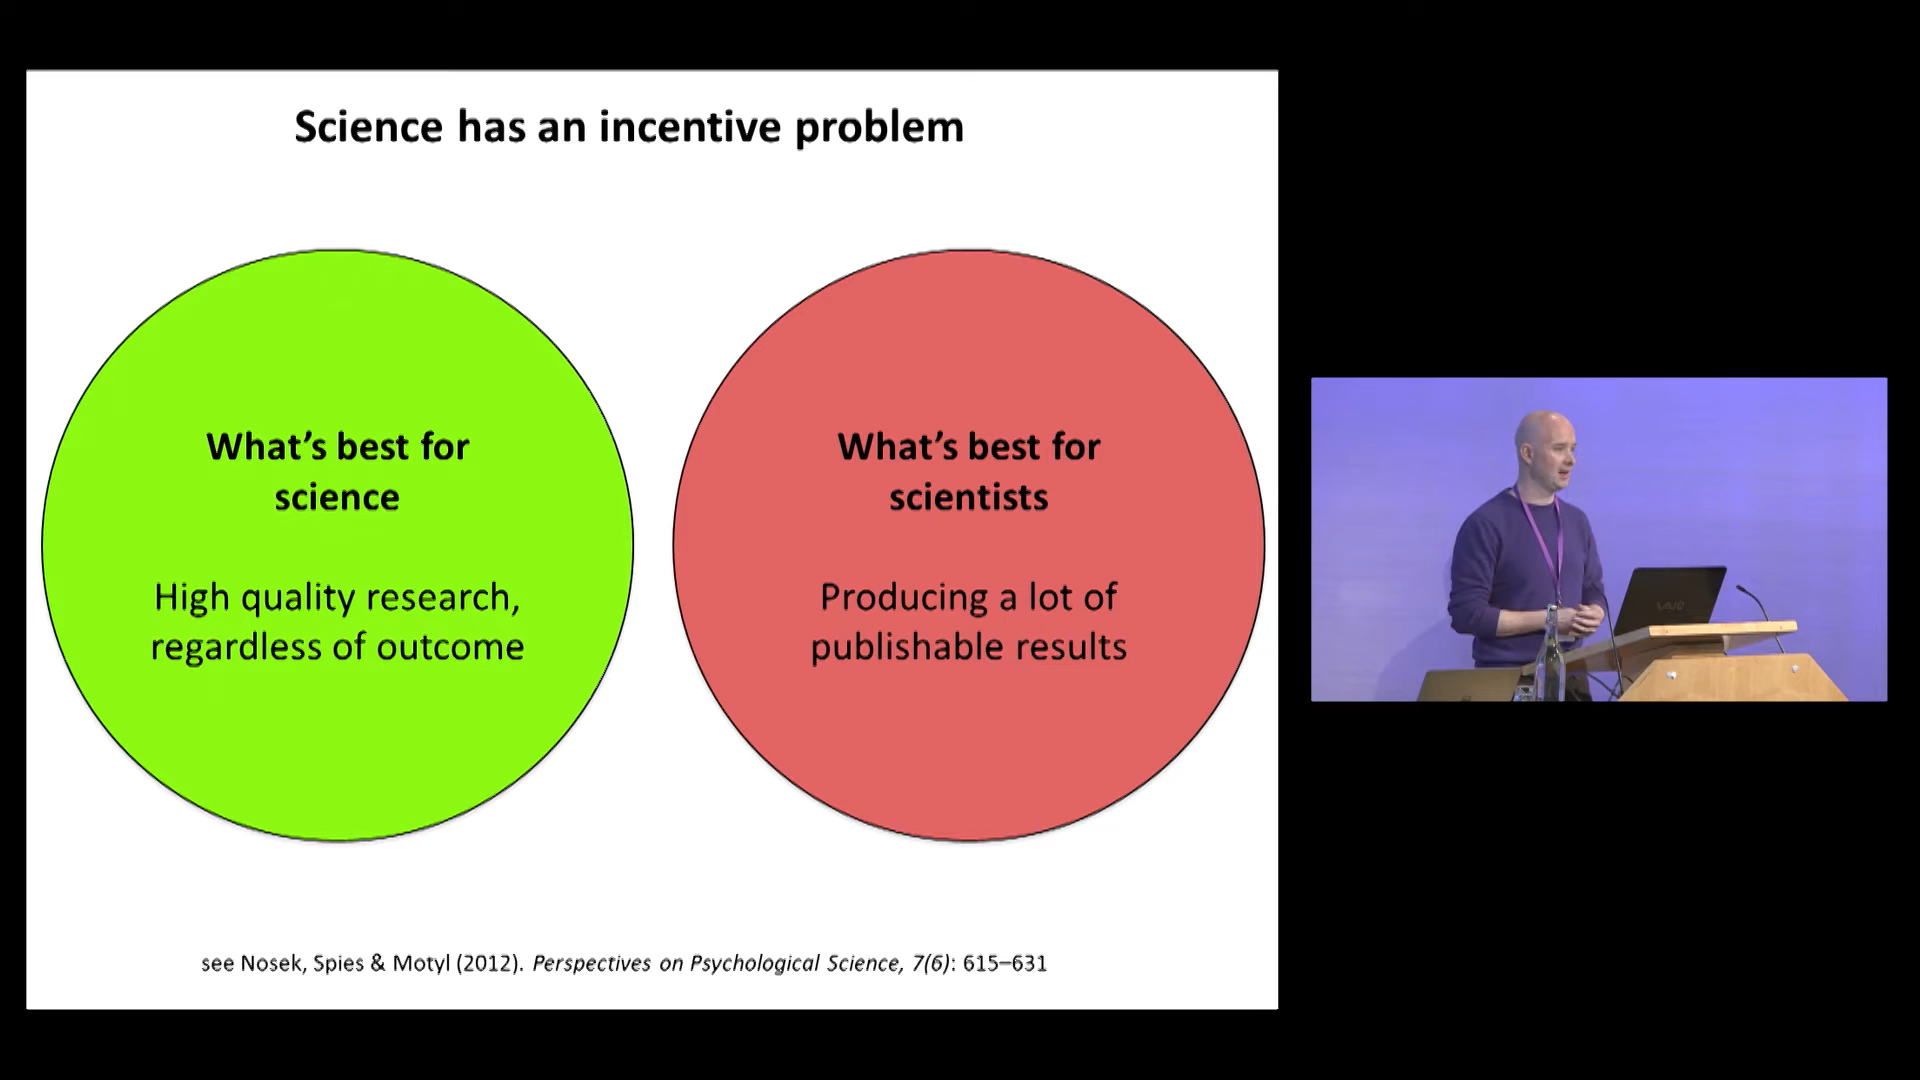 Science has an incentive problem
What’s best for
science
High quality research,
regardless of outcome
What’s best for
scientists
Producing a lot of
publishable results
see Nosek, Spies & Motyl (2012). Perspectives on Psychological Science, 7(6): 615–631
VAIO